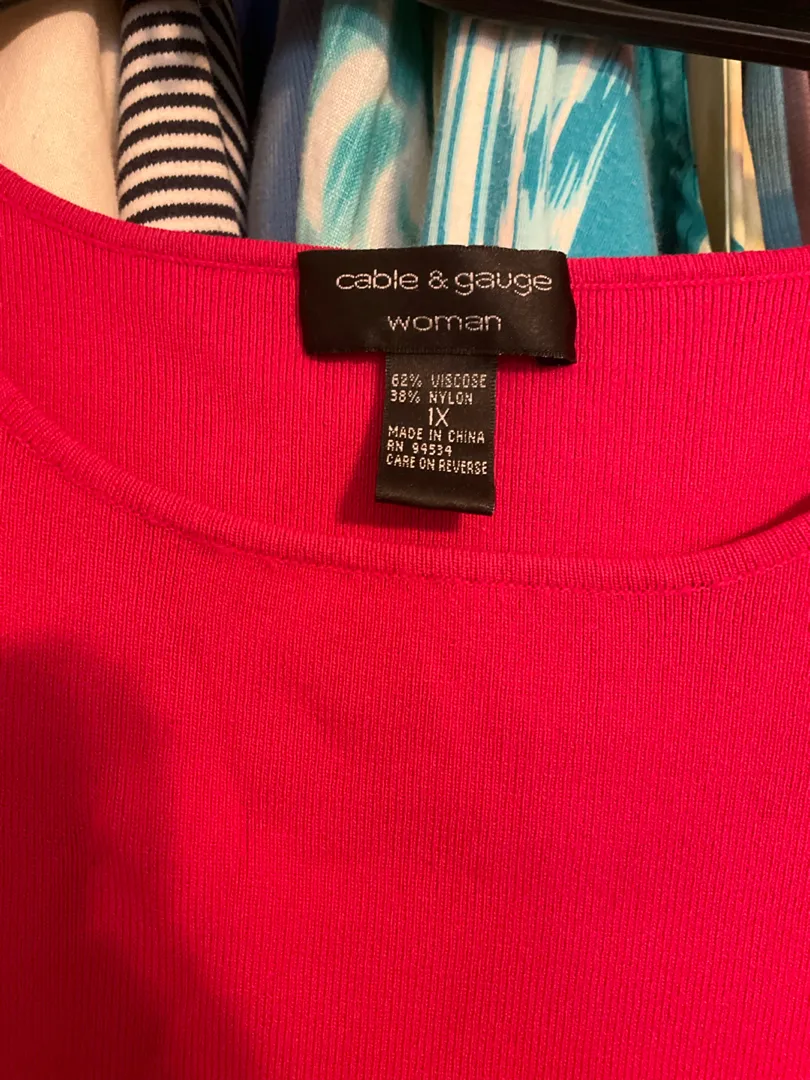 cable & gauge
woman
62% VISCOSE
38% NYLON
1X
MADE IN CHINA
RN 94534
CARE ON REVERSE